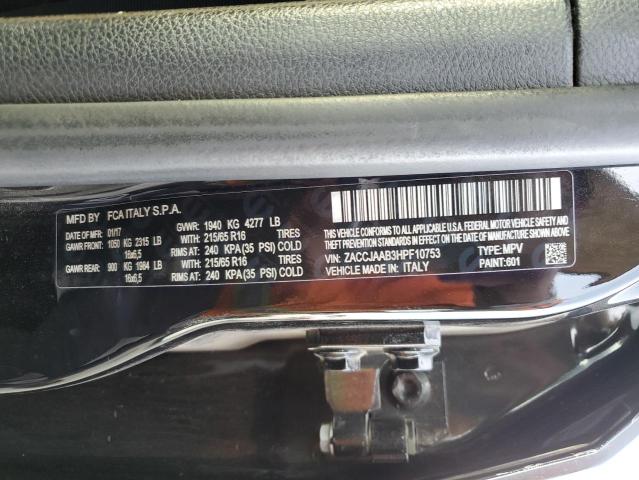 MFD BY FCA ITALY S.P.A.
DATE OF MFR: 01/17 GVWR: 1940 KG 4277 LB
GAWR FRONT: 1050 KG 2315 LB WITH 215/65 R16 TIRES
16x6,5 RIMS AT: 240 KPA(35 PSI) COLD
GAWR REAR: 900 KG 1984 LB WITH 215/65 R16 TIRES
16x6,5 RIMS AT: 240 KPA(35 PSI) COLD
THIS VEHICLE CONFORMS TO ALL APPLICABLE U.S.A. FEDERAL MOTOR VEHICLE SAFETY,
BUMPER AND THEFT PREVENTION STANDARDS IN EFFECT ON THE DATE OF MANUFACTURE SHOWN ABOVE.
VIN: ZACCJAAB3HPF10753 TYPE: MPV
VEHICLE MADE IN: ITALY PAINT: 601